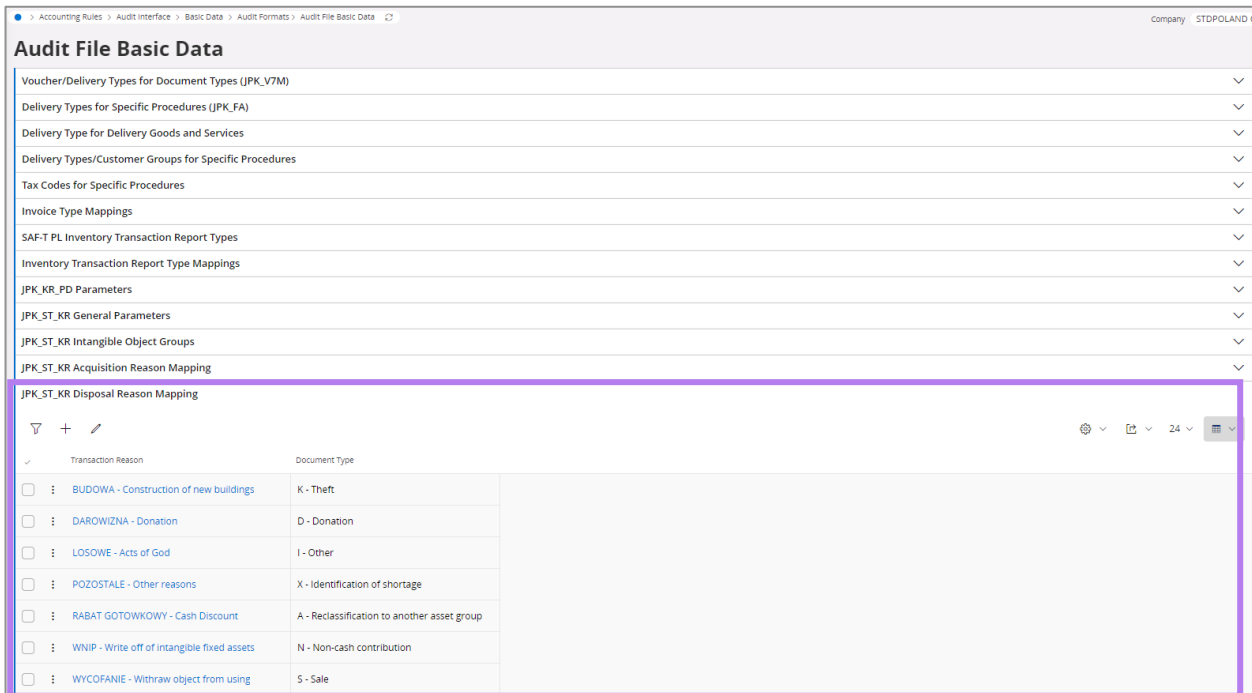 > Accounting Rules > Audit Interface > Basic Data > Audit Formats > Audit File Basic Data
Company STDPOLAND
Audit File Basic Data
Voucher/Delivery Types for Document Types (JPK_V7M)
Delivery Types for Specific Procedures (JPK_FA)
Delivery Type for Delivery Goods and Services
Delivery Types/Customer Groups for Specific Procedures
Tax Codes for Specific Procedures
Invoice Type Mappings
SAF-T PL Inventory Transaction Report Types
Inventory Transaction Report Type Mappings
JPK_KR_PD Parameters
JPK_ST_KR General Parameters
JPK_ST_KR Intangible Object Groups
JPK_ST_KR Acquisition Reason Mapping
JPK_ST_KR Disposal Reason Mapping
24
Transaction Reason Document Type
BUDOWA - Construction of new buildings K - Theft
DAROWIZNA - Donation D - Donation
LOSOWE - Acts of God I - Other
POZOSTALE - Other reasons X - Identification of shortage
RABAT GOTOWKOWY - Cash Discount A - Reclassification to another asset group
WNIP - Write off of intangible fixed assets N - Non-cash contribution
WYCOFANIE - Withraw object from using S - Sale